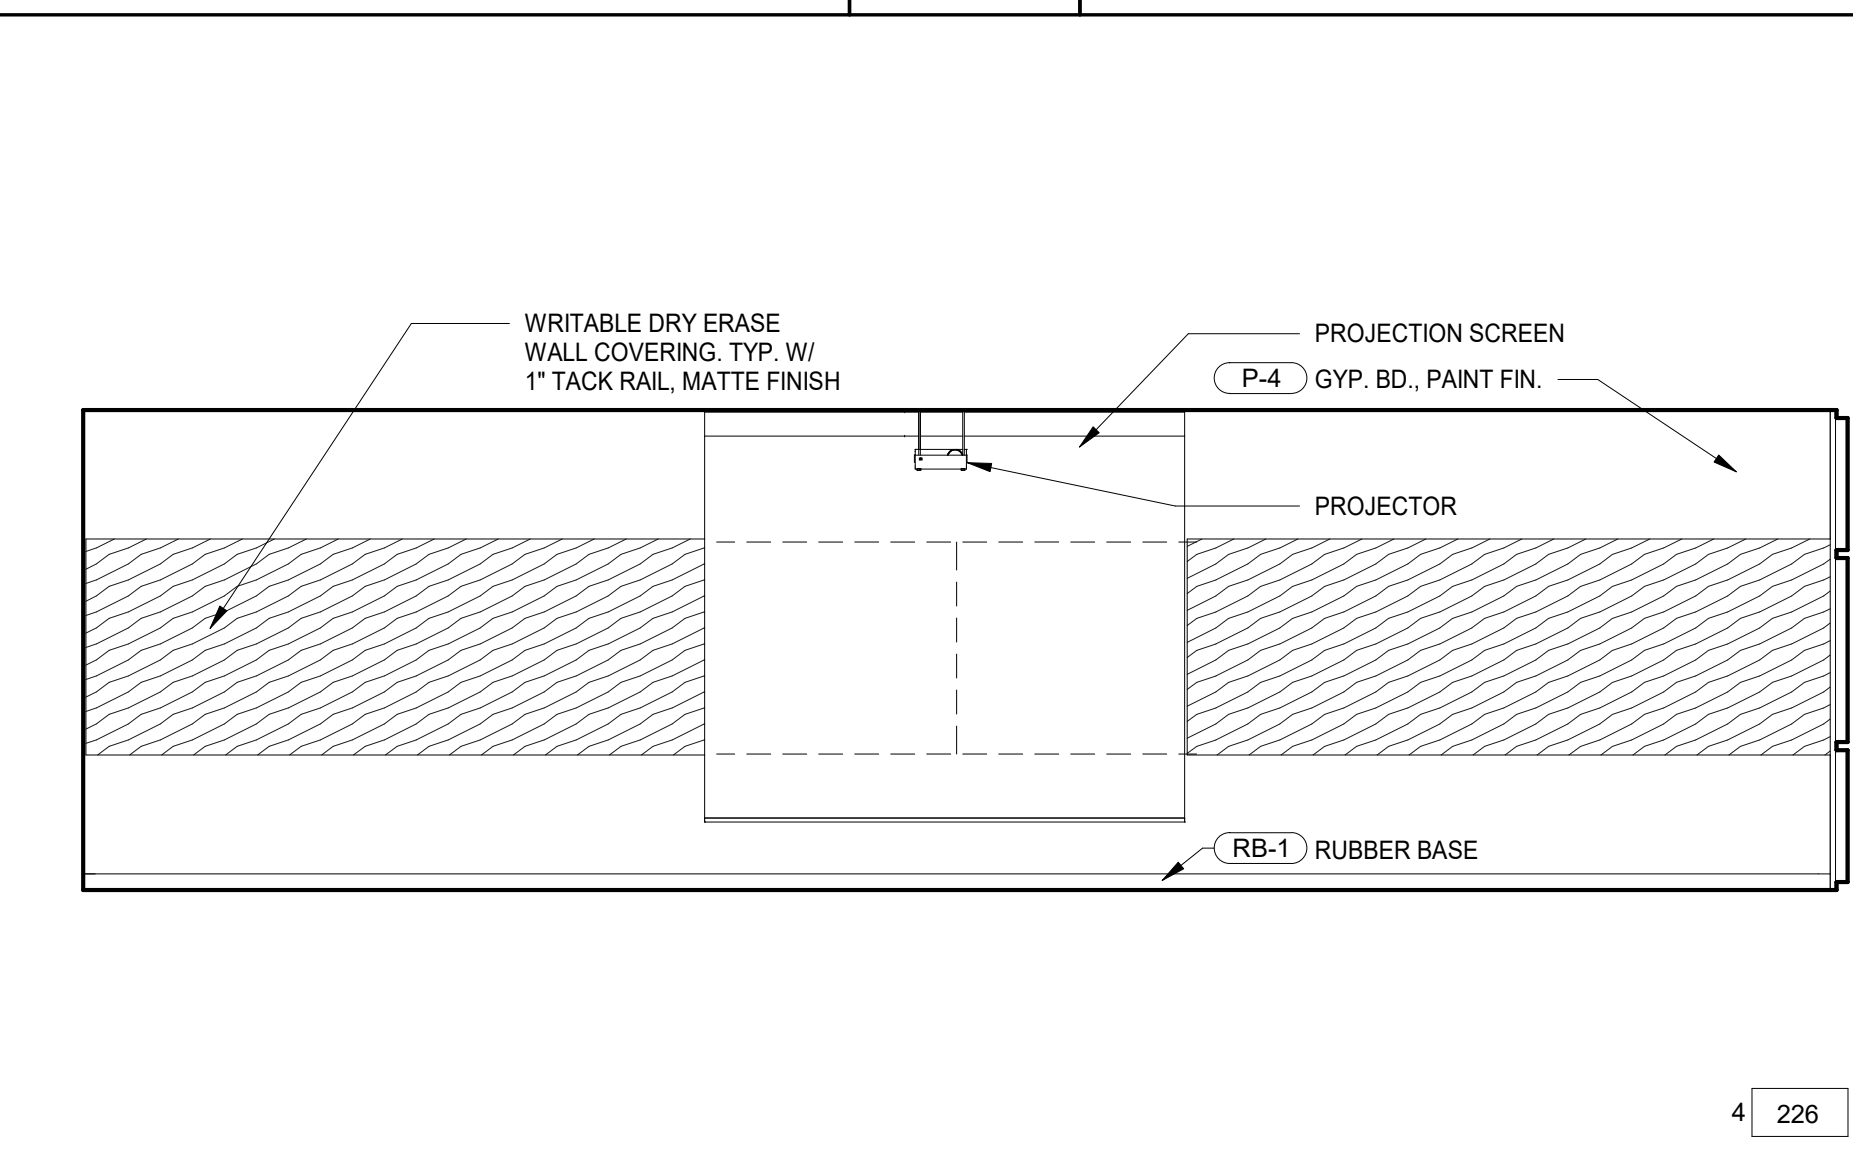 WRITABLE DRY ERASE
WALL COVERING. TYP. W/
1" TACK RAIL, MATTE FINISH
PROJECTION SCREEN
P-4 GYP. BD., PAINT FIN.
PROJECTOR
RB-1 RUBBER BASE
4 226